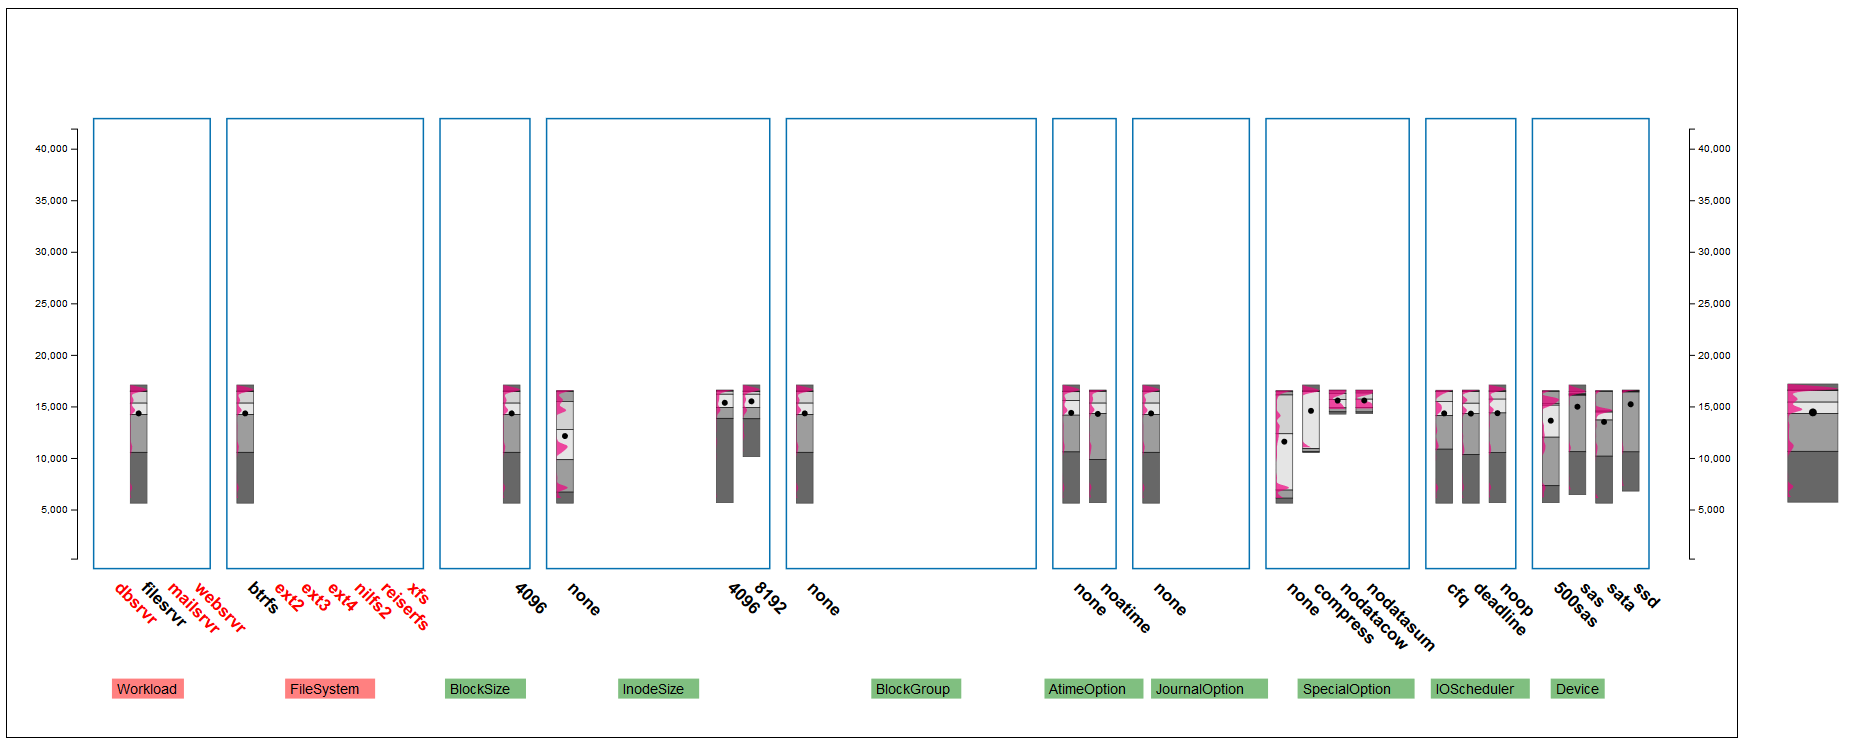 40,000
35,000
30,000
25,000
20,000
15,000
10,000
5,000
40,000
35,000
30,000
25,000
20,000
15,000
10,000
5,000
dbsrvr
filesrvr
mailsrvr
websrvr
btrfs
ext2
ext3
ext4
nilfs2
reiserfs
xfs
4096
none
4096
8192
none
none
noatime
none
none
compress
nodatacow
nodatasum
cfq
deadline
noop
500sas
sas
sata
ssd
Workload
FileSystem
BlockSize
InodeSize
BlockGroup
AtimeOption
JournalOption
SpecialOption
IOScheduler
Device